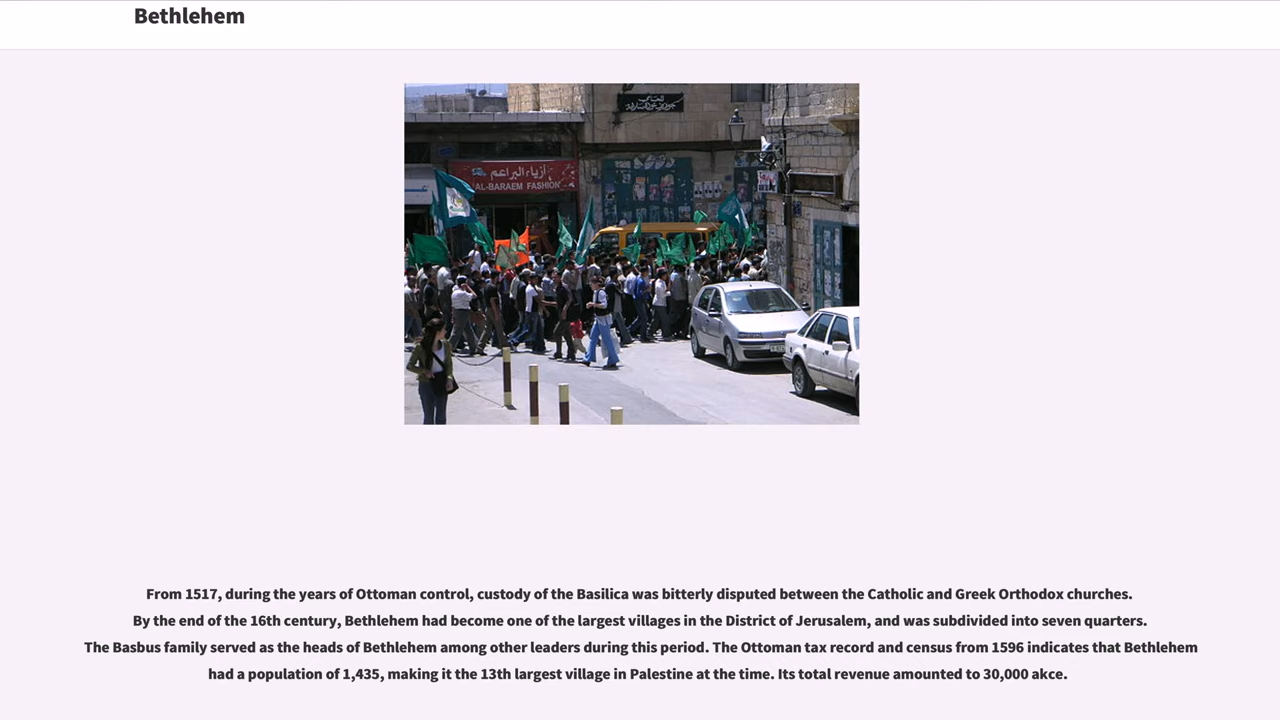 Bethlehem
أزياء البراعم
AL-BARAEM FASHION
From 1517, during the years of Ottoman control, custody of the Basilica was bitterly disputed between the Catholic and Greek Orthodox churches.
By the end of the 16th century, Bethlehem had become one of the largest villages in the District of Jerusalem, and was subdivided into seven quarters.
The Basbus family served as the heads of Bethlehem among other leaders during this period. The Ottoman tax record and census from 1596 indicates that Bethlehem
had a population of 1,435, making it the 13th largest village in Palestine at the time. Its total revenue amounted to 30,000 akce.